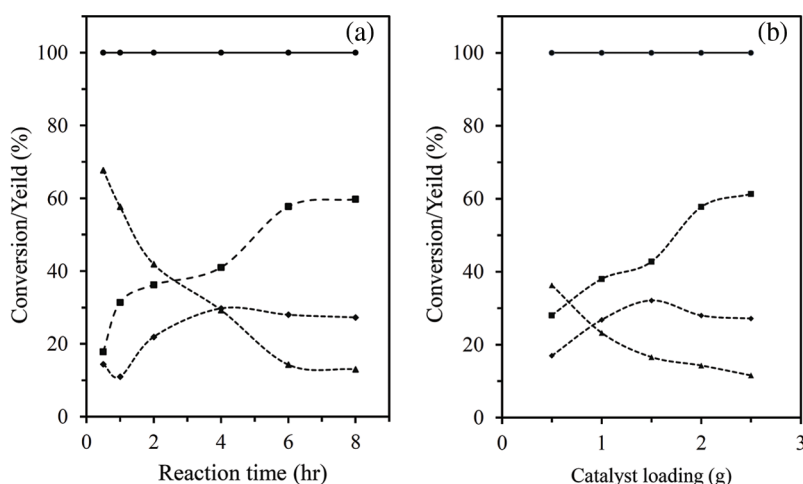 (a)
100
80
60
40
20
0
0 2 4 6 8
Conversion/Yeild (%)
Reaction time (hr)
(b)
100
80
60
40
20
0
0 1 2 3
Conversion/Yeild (%)
Catalyst loading (g)